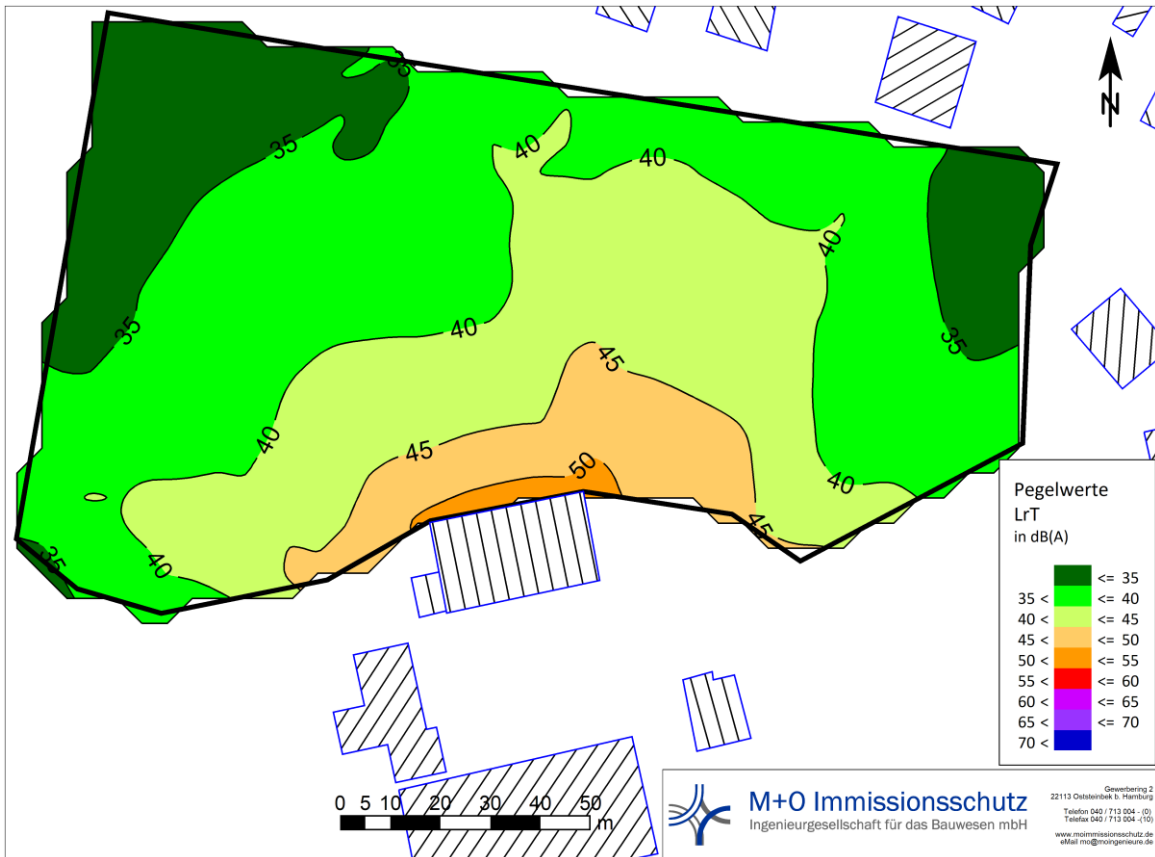 35
35
N
40
40
40
35
40
35
45
40
45
50
40
45
35
40
Pegelwerte
LrT
in dB(A)
<= 35
35 < <= 40
40 < <= 45
45 < <= 50
50 < <= 55
55 < <= 60
60 < <= 65
65 < <= 70
70 <
0 5 10 20 30 40 50
m
M+O Immissionsschutz
Ingenieurgesellschaft für das Bauwesen mbH
Gewerbering 2
22113 Oststeinbek b. Hamburg
Telefon 040 / 713 004 - (0)
Telefax 040 / 713 004 -(10)
www.moimmissionsschutz.de
eMail mo@moingenieure.de